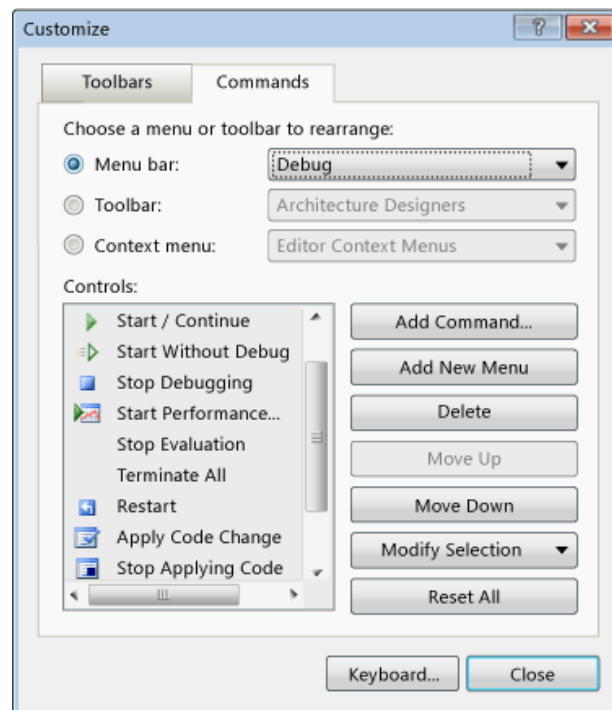 Customize
Toolbars
Commands
Choose a menu or toolbar to rearrange:
Menu bar:
Debug
Toolbar:
Architecture Designers
Context menu:
Editor Context Menus
Controls:
Start / Continue
Start Without Debug
Stop Debugging
Start Performance...
Stop Evaluation
Terminate All
Restart
Apply Code Change
Stop Applying Code
Add Command...
Add New Menu
Delete
Move Up
Move Down
Modify Selection
Reset All
Keyboard...
Close